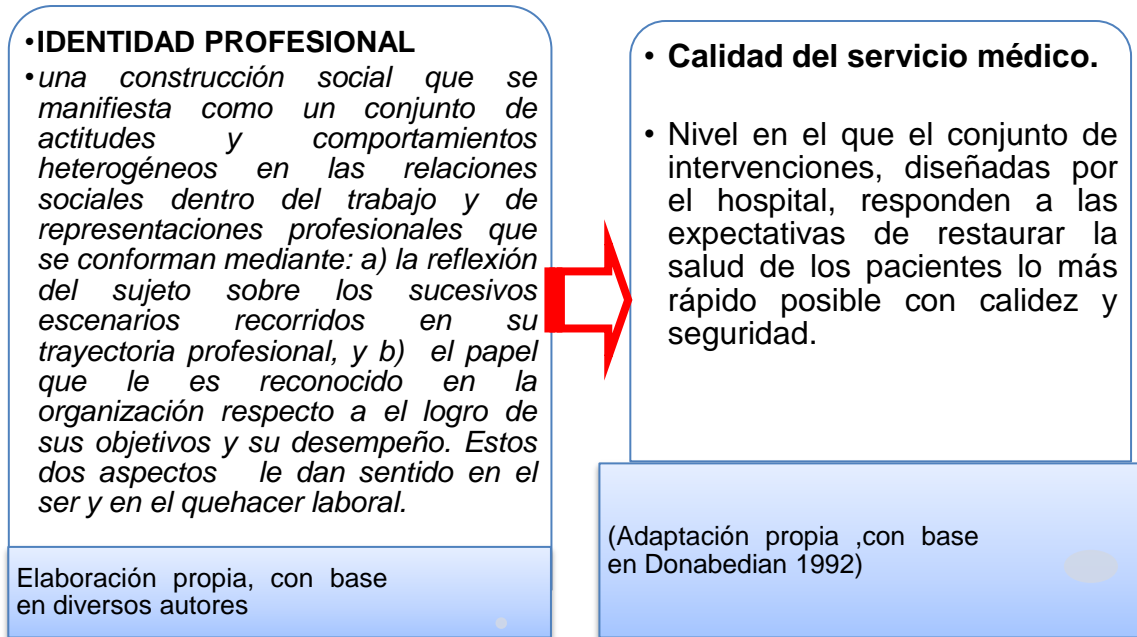 •IDENTIDAD PROFESIONAL
•una construcción social que se
manifiesta como un conjunto de
actitudes y comportamientos
heterogéneos en las relaciones
sociales dentro del trabajo y de
representaciones profesionales que
se conforman mediante: a) la reflexión
del sujeto sobre los sucesivos
escenarios recorridos en su
trayectoria profesional, y b) el papel
que le es reconocido en la
organización respecto a el logro de
sus objetivos y su desempeño. Estos
dos aspectos le dan sentido en el
ser y en el quehacer laboral.
Elaboración propia, con base
en diversos autores
• Calidad del servicio médico.
• Nivel en el que el conjunto de
intervenciones, diseñadas por
el hospital, responden a las
expectativas de restaurar la
salud de los pacientes lo más
rápido posible con calidez y
seguridad.
(Adaptación propia ,con base
en Donabedian 1992)